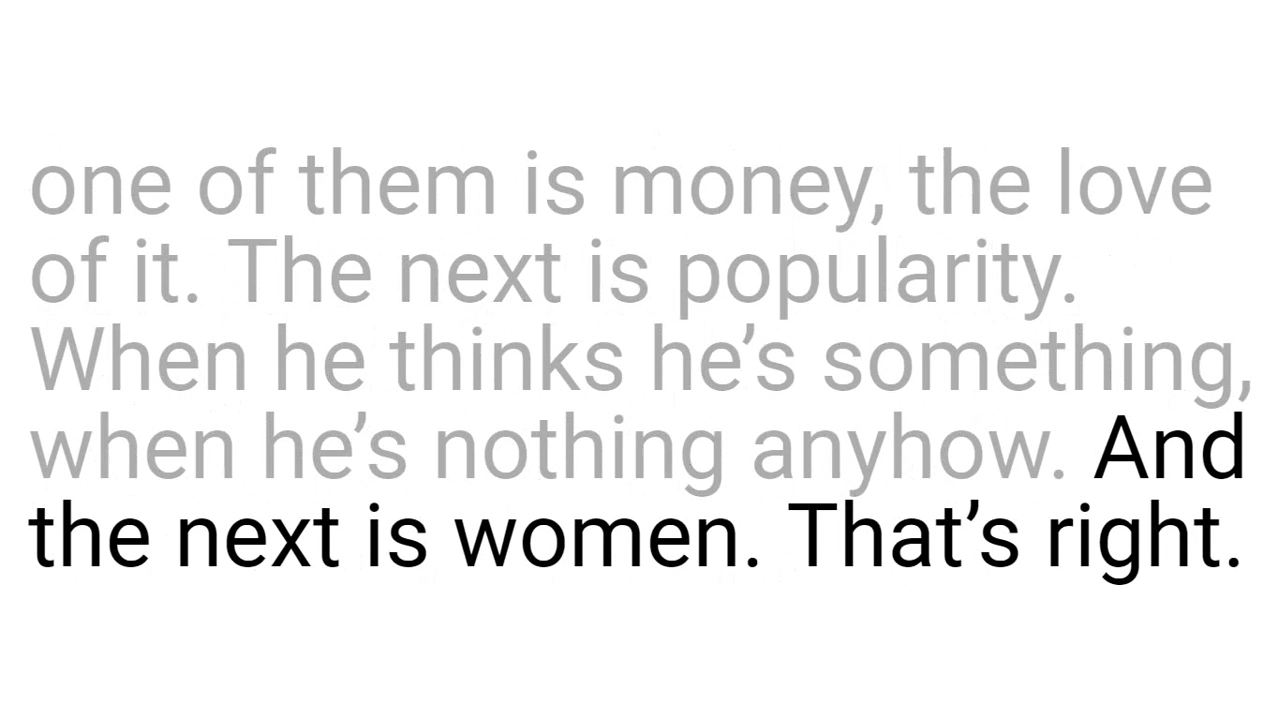 one of them is money, the love
of it. The next is popularity.
When he thinks he’s something,
when he’s nothing anyhow. And
the next is women. That’s right.